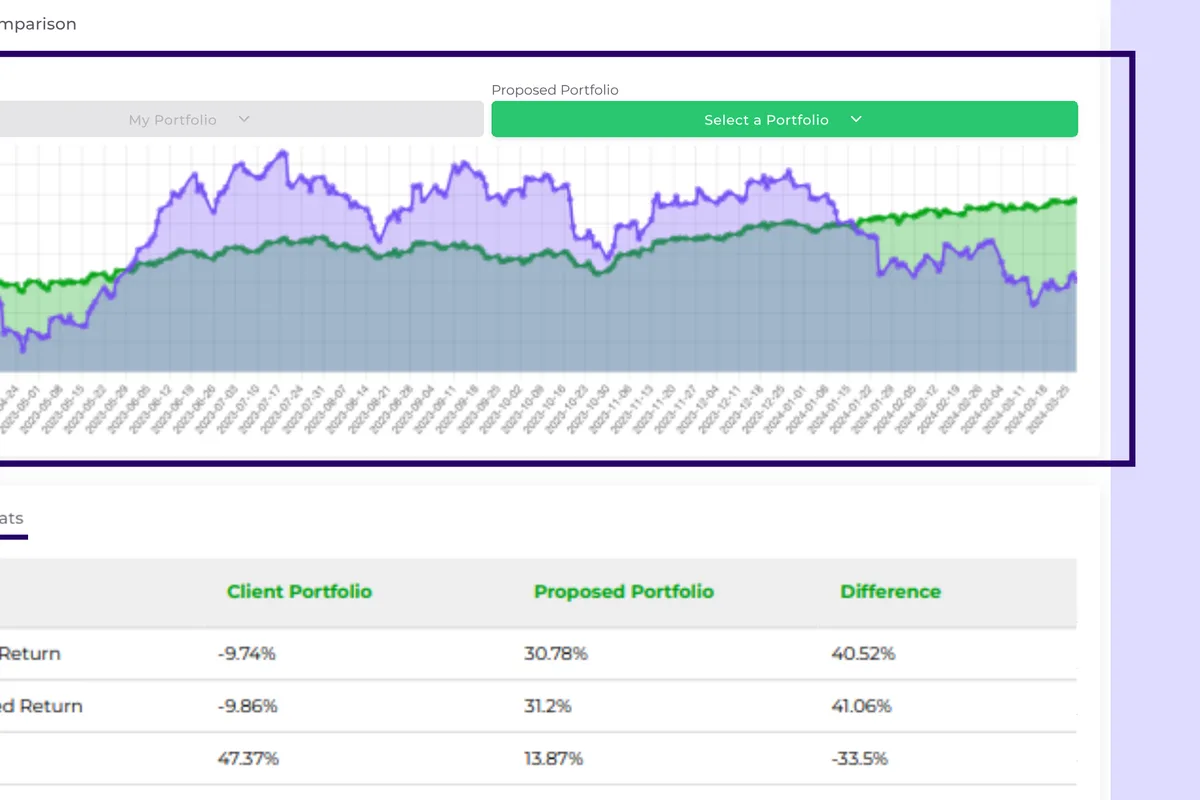 mparison
Proposed Portfolio
My Portfolio
Select a Portfolio
04-24 2023-05-01 2023-05-08 2023-05-15 2023-05-22 2023-05-29 2023-06-05 2023-06-12 2023-06-19 2023-06-26 2023-07-03 2023-07-10 2023-07-17 2023-07-24 2023-07-31 2023-08-07 2023-08-14 2023-08-21 2023-08-28 2023-09-04 2023-09-11 2023-09-18 2023-09-25 2023-10-02 2023-10-09 2023-10-16 2023-10-23 2023-10-30 2023-11-06 2023-11-13 2023-11-20 2023-11-27 2023-12-04 2023-12-11 2023-12-18 2023-12-25 2024-01-01 2024-01-08 2024-01-15 2024-01-22 2024-01-29 2024-02-05 2024-02-12 2024-02-19 2024-02-26 2024-03-04 2024-03-11 2024-03-18 2024-03-25
ats
Client Portfolio Proposed Portfolio Difference
Return -9.74% 30.78% 40.52%
ed Return -9.86% 31.2% 41.06%
47.37% 13.87% -33.5%